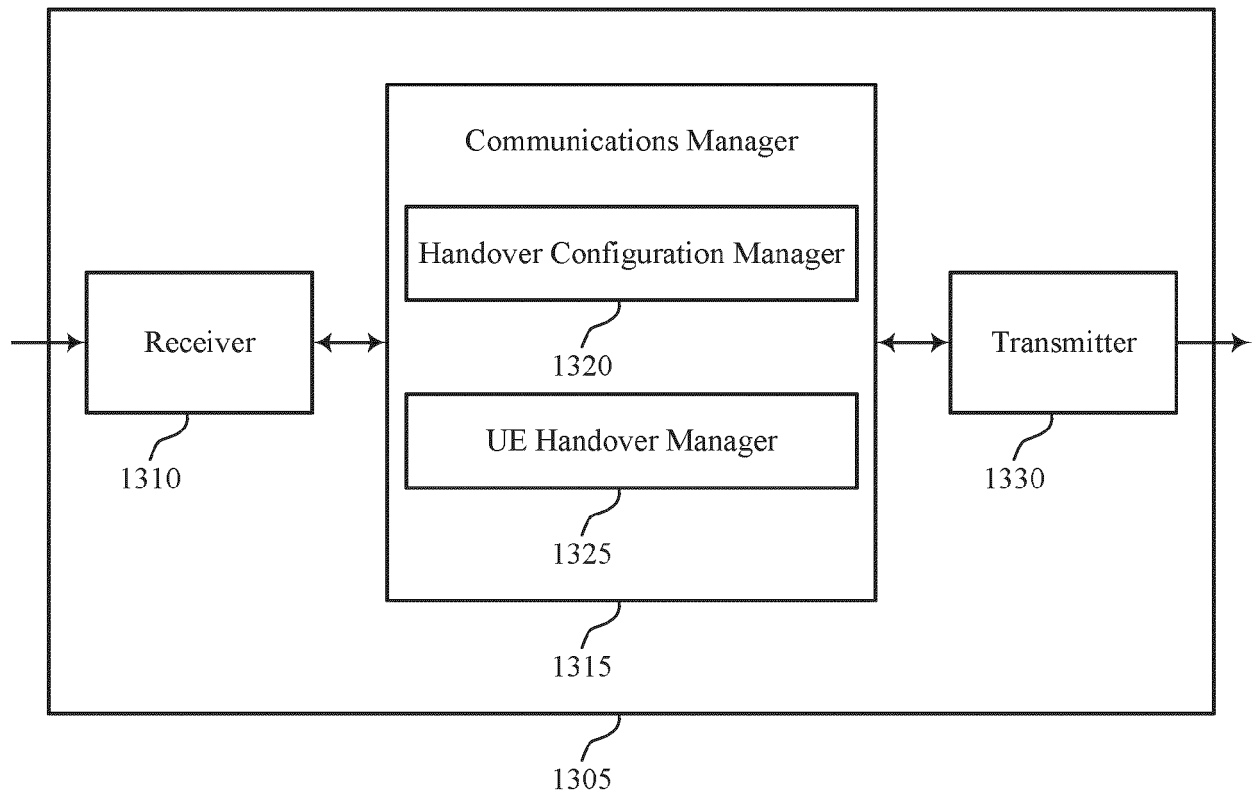 Communications Manager
Handover Configuration Manager
1320
Receiver
1310
Transmitter
1330
UE Handover Manager
1325
1315
1305